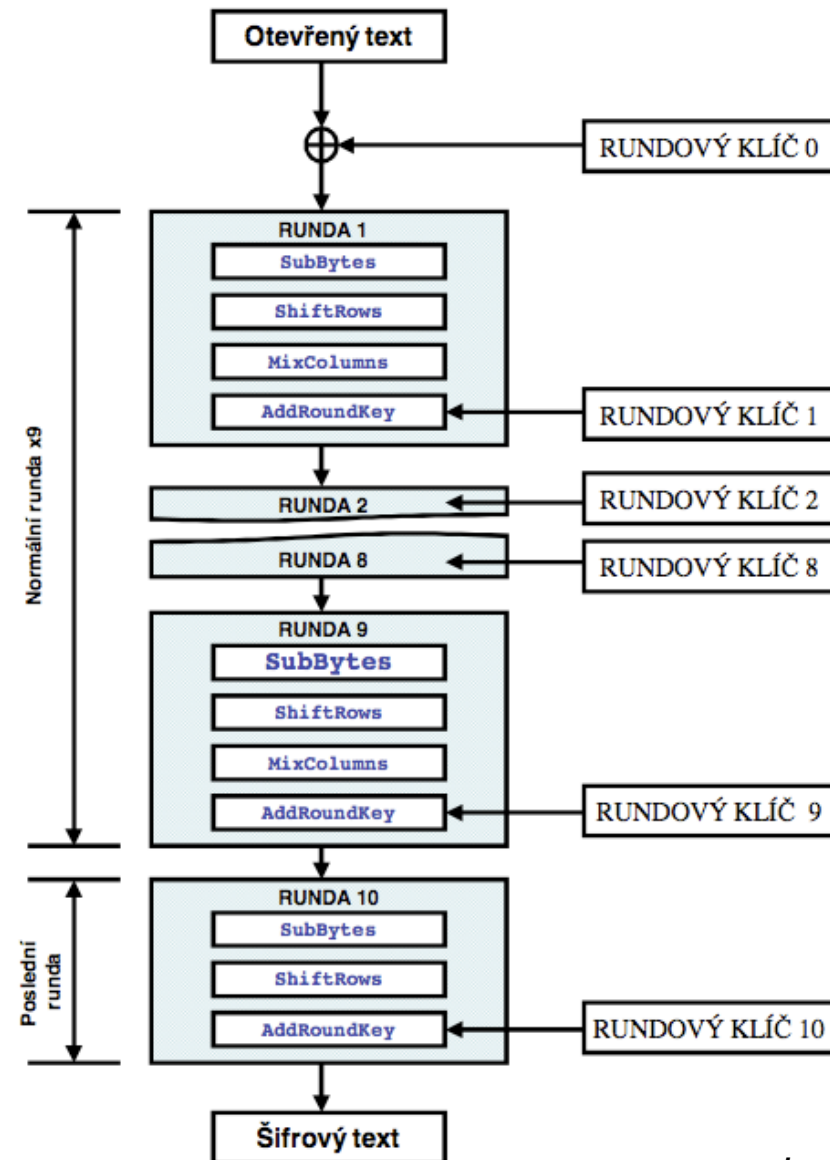 Otevřený text
RUNDOVÝ KLÍČ 0
Normální runda x9
RUNDA 1
SubBytes
ShiftRows
MixColumns
AddRoundKey
RUNDOVÝ KLÍČ 1
RUNDA 2
RUNDOVÝ KLÍČ 2
RUNDA 8
RUNDOVÝ KLÍČ 8
RUNDA 9
SubBytes
ShiftRows
MixColumns
AddRoundKey
RUNDOVÝ KLÍČ 9
Poslední
runda
RUNDA 10
SubBytes
ShiftRows
AddRoundKey
RUNDOVÝ KLÍČ 10
Šifrový text